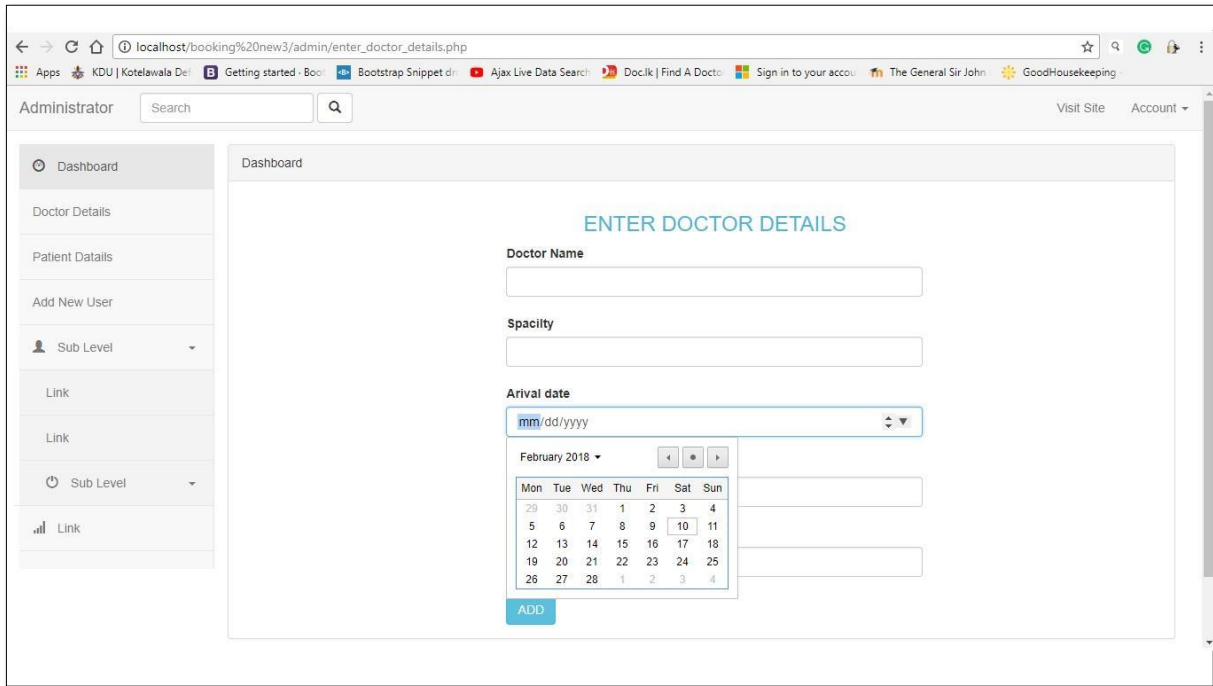 localhost/booking%20new3/admin/enter_doctor_details.php
Apps KDU | Kotelawala De Getting started · Boo Bootstrap Snippet dr Ajax Live Data Search Doc.lk | Find A Docto Sign in to your accou The General Sir John GoodHousekeeping
Administrator Search Visit Site Account
Dashboard
Doctor Details
Patient Datails
Add New User
Sub Level
Link
Link
Sub Level
Link
Dashboard
ENTER DOCTOR DETAILS
Doctor Name
Spacilty
Arival date
mm/dd/yyyy
February 2018
Mon Tue Wed Thu Fri Sat Sun
29 30 31 1 2 3 4
5 6 7 8 9 10 11
12 13 14 15 16 17 18
19 20 21 22 23 24 25
26 27 28 1 2 3 4
ADD